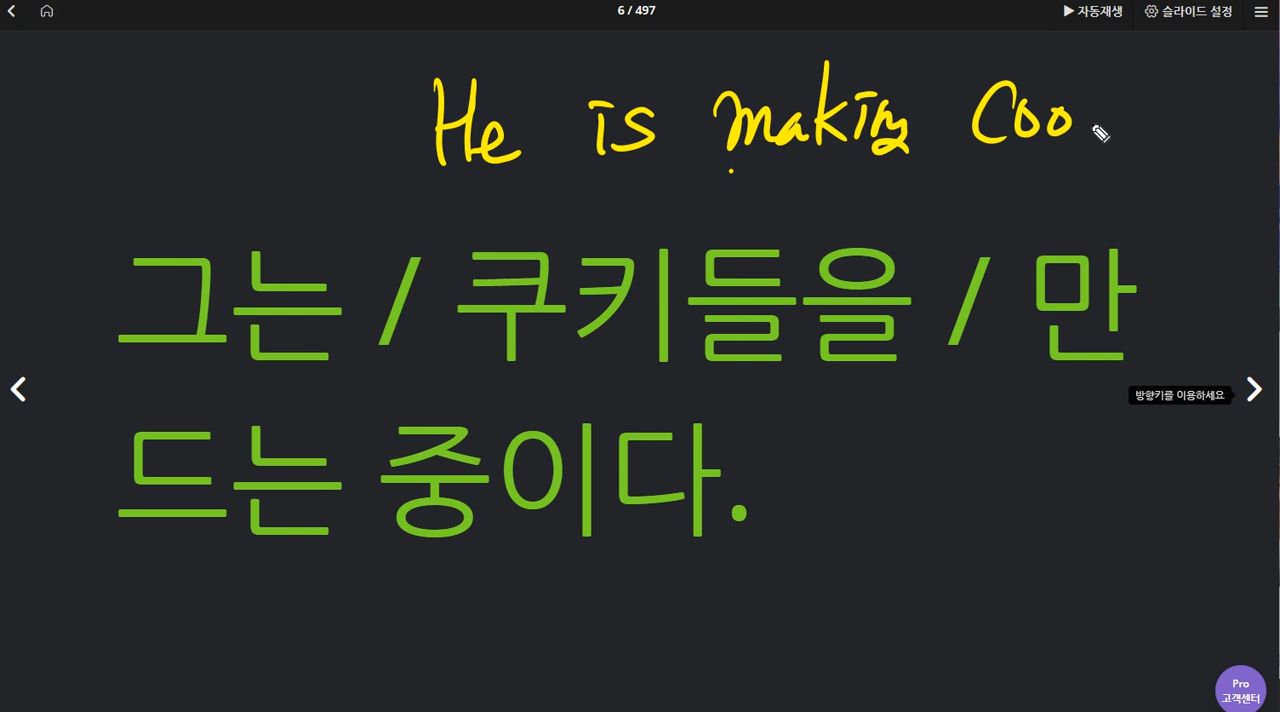 6 / 497
▶ 자동재생
슬라이드 설정
He is making Coo
그는 / 쿠키들을 / 만
드는 중이다.
방향키를 이용하세요
Pro
고객센터